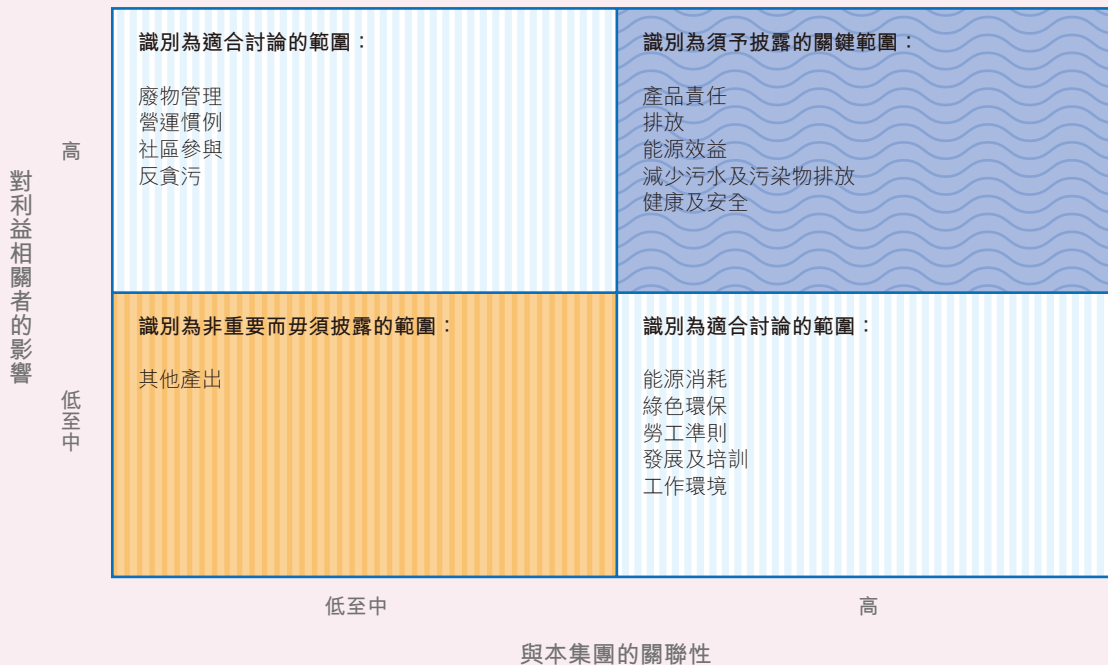 對利益相關者的影響
高
低至中
識別為適合討論的範圍：
廢物管理
營運慣例
社區參與
反貪污
識別為須予披露的關鍵範圍：
產品責任
排放
能源效益
減少污水及污染物排放
健康及安全
識別為非重要而毋須披露的範圍：
其他產出
識別為適合討論的範圍：
能源消耗
綠色環保
勞工準則
發展及培訓
工作環境
低至中
高
與本集團的關聯性